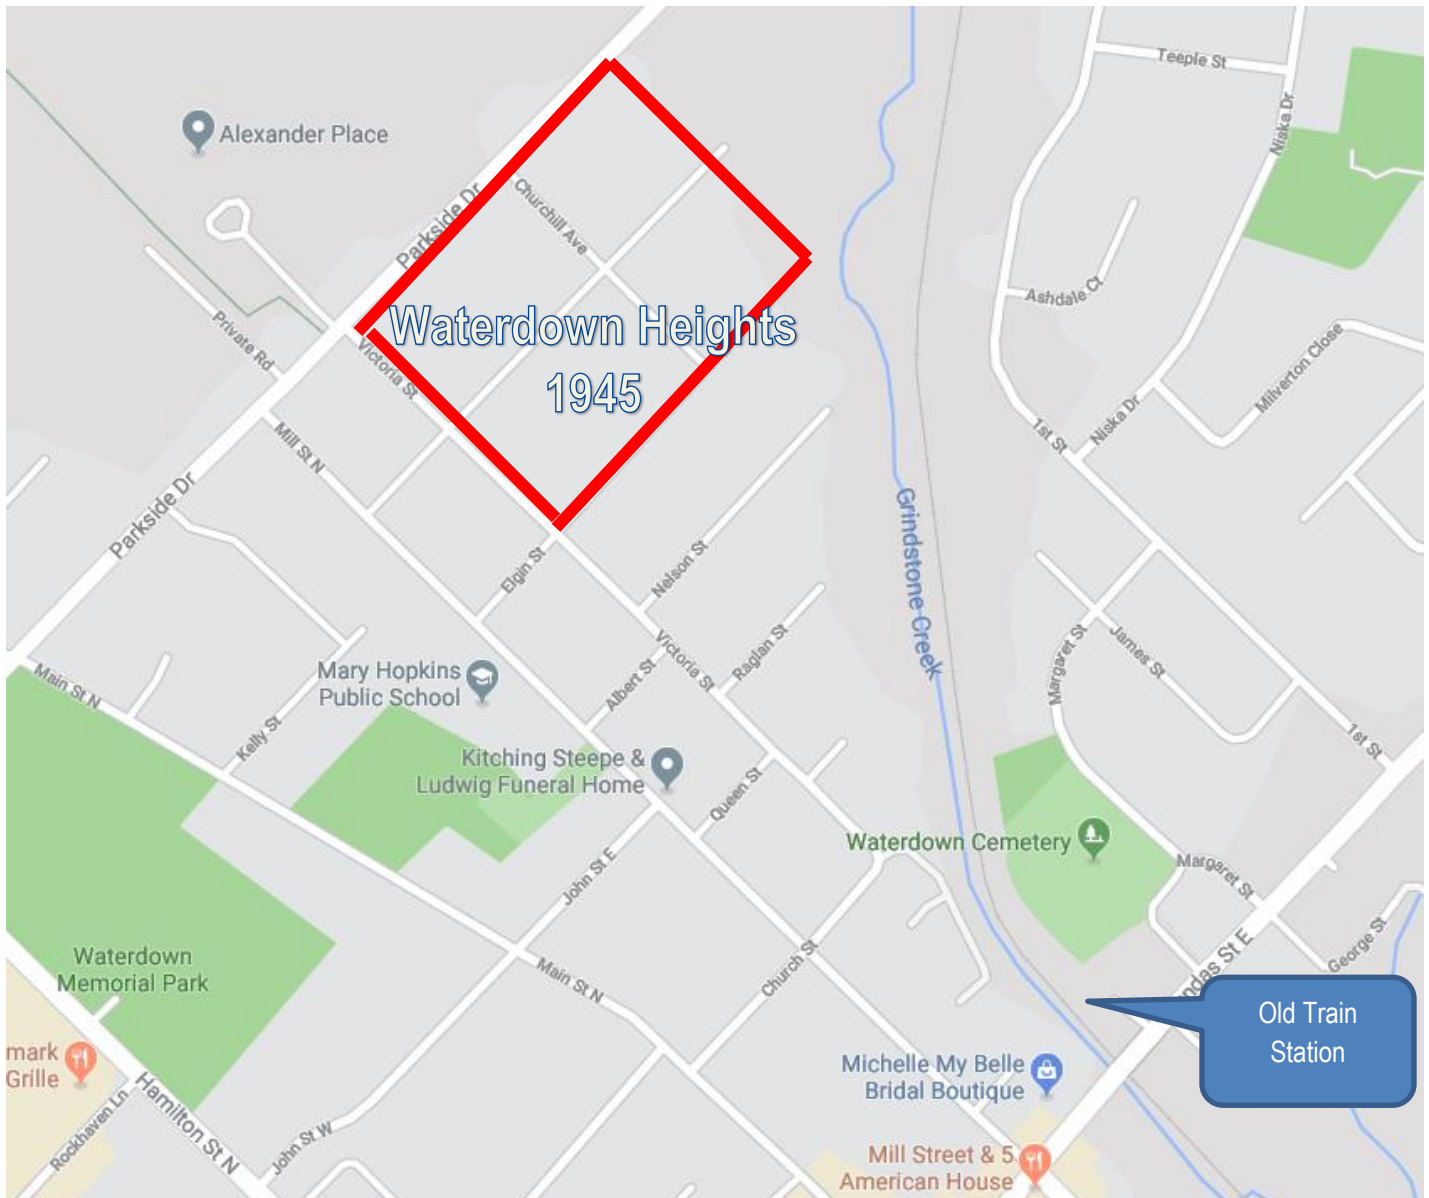 Teeple St
Niska Dr
Alexander Place
Parkside Dr
Churchill Ave
Private Rd
Victoria St
Waterdown Heights
1945
Ashdale Ct
Milverton Close
Niska Dr
1st St
Mill St N
Parkside Dr
Elgin St
Nelson St
Grindstone Creek
Main St N
Kelly St
Mary Hopkins
Public School
Albert St
Victoria St
Raglan St
Margaret St
James St
1st St
Kitching Steepe &
Ludwig Funeral Home
Queen St
Waterdown Cemetery
Margaret St
John St E
Church St
George St
ndas St E
Waterdown
Memorial Park
Main St N
Old Train
Station
mark
Grille
Michelle My Belle
Bridal Boutique
Rockhaven Ln
Hamilton St N
John St W
Mill Street & 5
American House